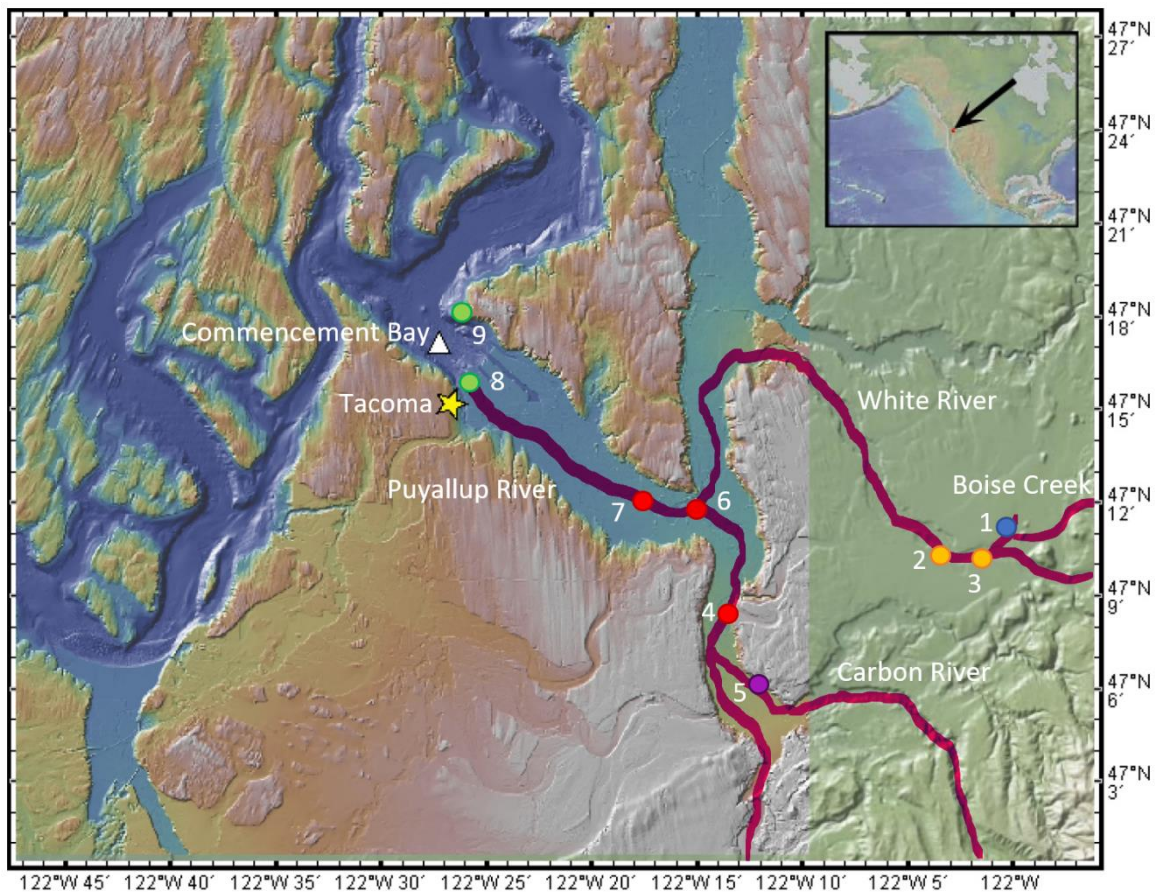 47°N
27´
47°N
24´
47°N
21´
47°N
18´
Commencement Bay
9
8
Tacoma
47°N
15´
White River
Puyallup River
Boise Creek
47°N
12´
6
7
1
2
3
47°N
9´
4
Carbon River
5
47°N
6´
47°N
3´
122°W 45´ 122°W 40´ 122°W 35´ 122°W 30´ 122°W 25´ 122°W 20´ 122°W 15´ 122°W 10´ 122°W 05´ 122°W